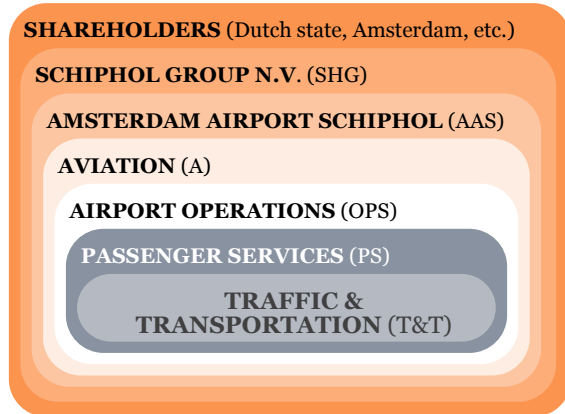 SHAREHOLDERS (Dutch state, Amsterdam, etc.)
SCHIPHOL GROUP N.V. (SHG)
AMSTERDAM AIRPORT SCHIPHOL (AAS)
AVIATION (A)
AIRPORT OPERATIONS (OPS)
PASSENGER SERVICES (PS)
TRAFFIC &
TRANSPORTATION (T&T)